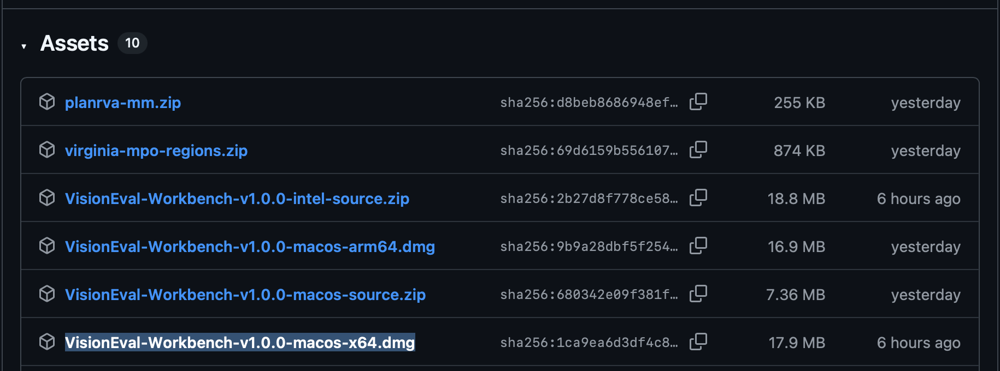 Assets 10
planrva-mm.zip sha256:d8beb8686948ef… 255 KB yesterday
virginia-mpo-regions.zip sha256:69d6159b556107… 874 KB yesterday
VisionEval-Workbench-v1.0.0-intel-source.zip sha256:2b27d8f778ce58… 18.8 MB 6 hours ago
VisionEval-Workbench-v1.0.0-macos-arm64.dmg sha256:9b9a28dbf5f254… 16.9 MB yesterday
VisionEval-Workbench-v1.0.0-macos-source.zip sha256:680342e09f381f… 7.36 MB yesterday
VisionEval-Workbench-v1.0.0-macos-x64.dmg sha256:1ca9ea6d3df4c8… 17.9 MB 6 hours ago